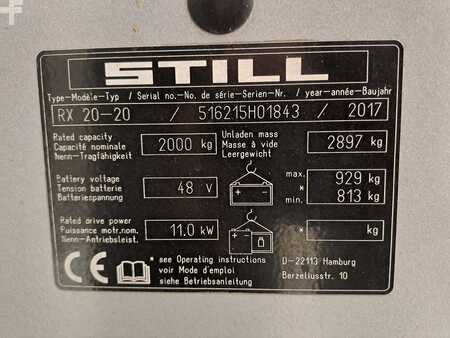 STILL
Type-Modèle-Typ / Serial no.-No. de série-Serien-Nr. / year-année-Baujahr
RX 20-20 / 516215H01843 / 2017
Rated capacity
Capacité nominale
Nenn-Tragfähigkeit
2000 kg
Unladen mass
Masse à vide
Leergewicht
2897 kg
Battery voltage
Tension batterie
Batteriespannung
48 V
max. 929 kg
*
min. 813 kg
Rated drive power
Puissance motr.nom.
Nenn-Antriebsleist.
11.0 kW
* kg
CE
* see Operating instructions
voir Mode d'emploi
siehe Betriebsanleitung
D-22113 Hamburg
Berzeliusstr. 10